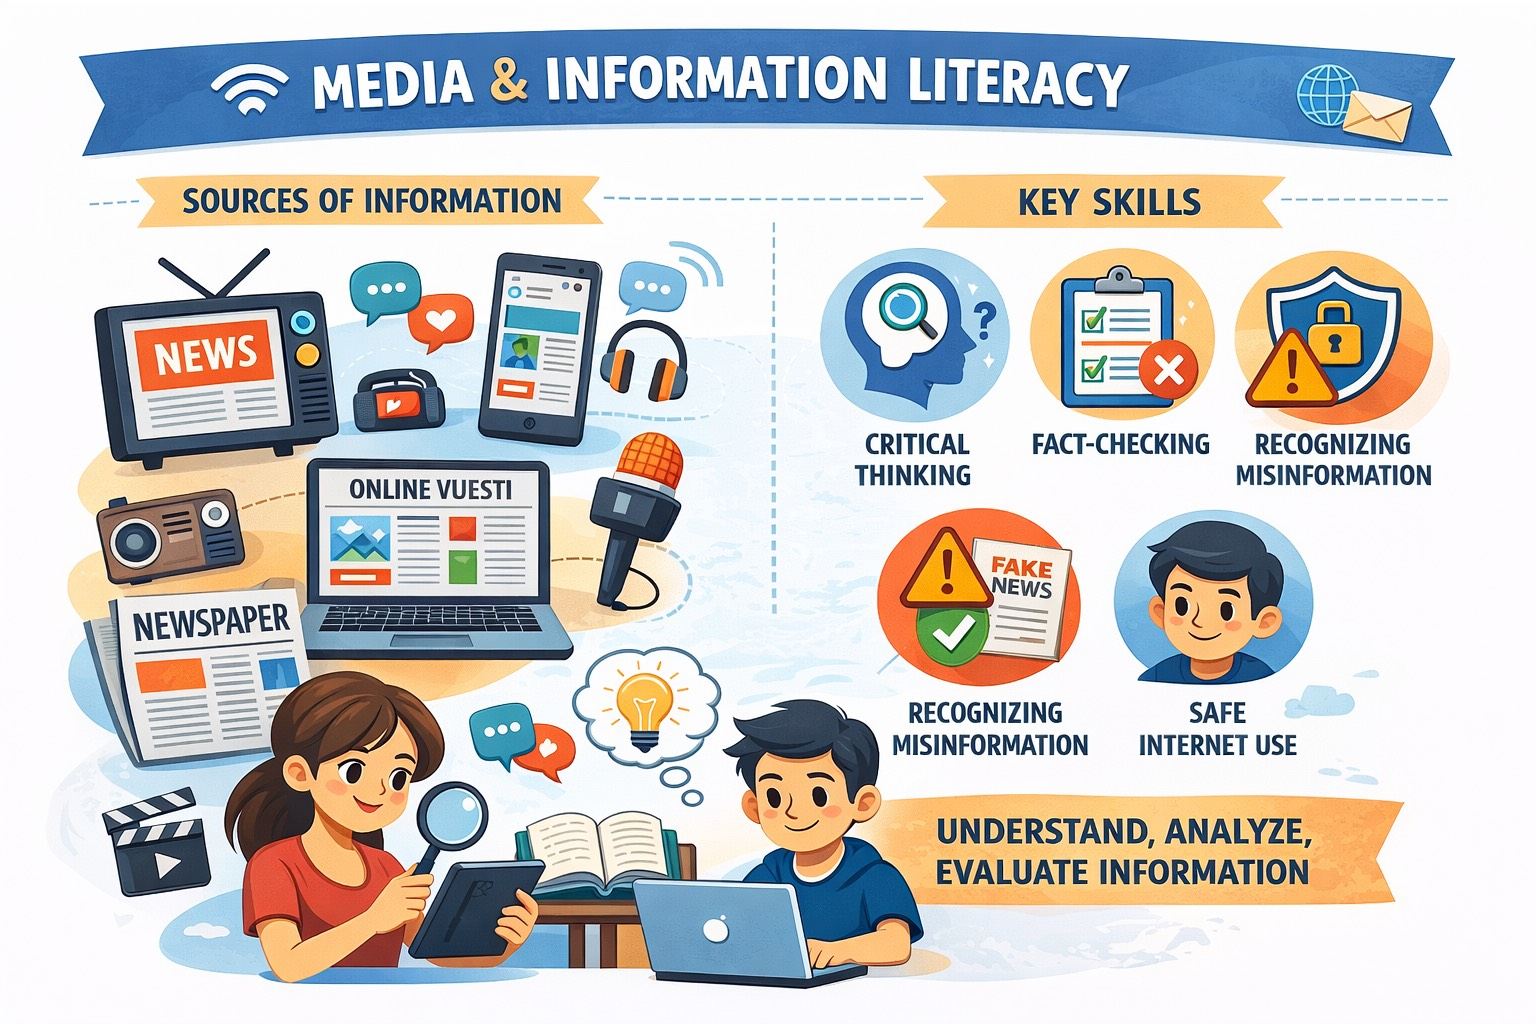 MEDIA & INFORMATION LITERACY
SOURCES OF INFORMATION
KEY SKILLS
NEWS
ONLINE VUESTI
NEWSPAPER
CRITICAL
THINKING
FACT-CHECKING
RECOGNIZING
MISINFORMATION
FAKE
NEWS
RECOGNIZING
MISINFORMATION
SAFE
INTERNET USE
UNDERSTAND, ANALYZE,
EVALUATE INFORMATION